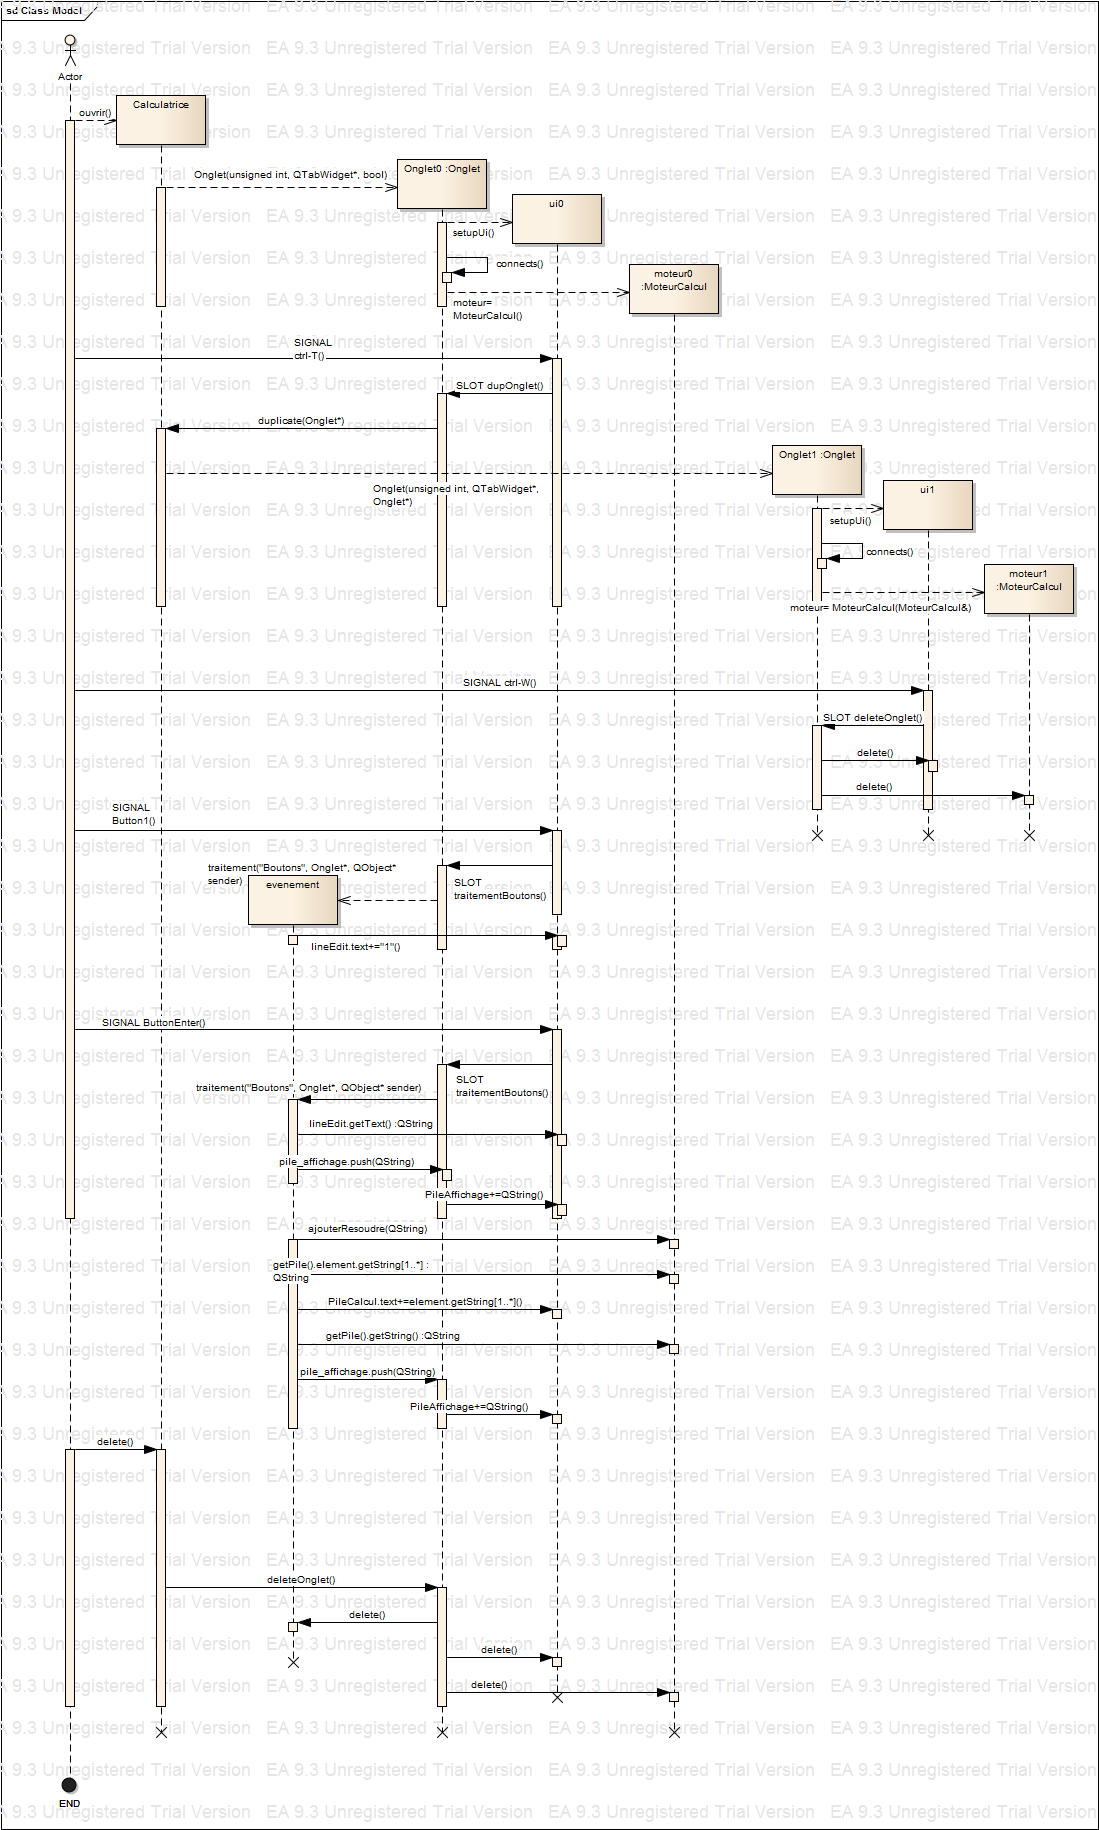 sd Class Model
Actor
ouvrir()
Calculatrice
Onglet(unsigned int, QTabWidget*, bool)
Onglet0 :Onglet
ui0
setupUi()
connects()
moteur0
:MoteurCalcul
moteur=
MoteurCalcul()
SIGNAL
ctrl-T()
SLOT dupOnglet()
duplicate(Onglet*)
Onglet1 :Onglet
Onglet(unsigned int, QTabWidget*,
Onglet*)
ui1
setupUi()
connects()
moteur1
:MoteurCalcul
moteur= MoteurCalcul(MoteurCalcul&)
SIGNAL ctrl-W()
SLOT deleteOnglet()
delete()
delete()
SIGNAL
Button1()
traitement("Boutons", Onglet*, QObject*
sender)
evenement
SLOT
traitementBoutons()
lineEdit.text+="1"()
SIGNAL ButtonEnter()
SLOT
traitementBoutons()
traitement("Boutons", Onglet*, QObject* sender)
lineEdit.getText() :QString
pile_affichage.push(QString)
PileAffichage+=QString()
ajouterResoudre(QString)
getPile().element.getString[1..*] :
QString
PileCalcul.text+=element.getString[1..*]()
getPile().getString() :QString
pile_affichage.push(QString)
PileAffichage+=QString()
delete()
deleteOnglet()
delete()
delete()
delete()
END
EA 9.3 Unregistered Trial Version